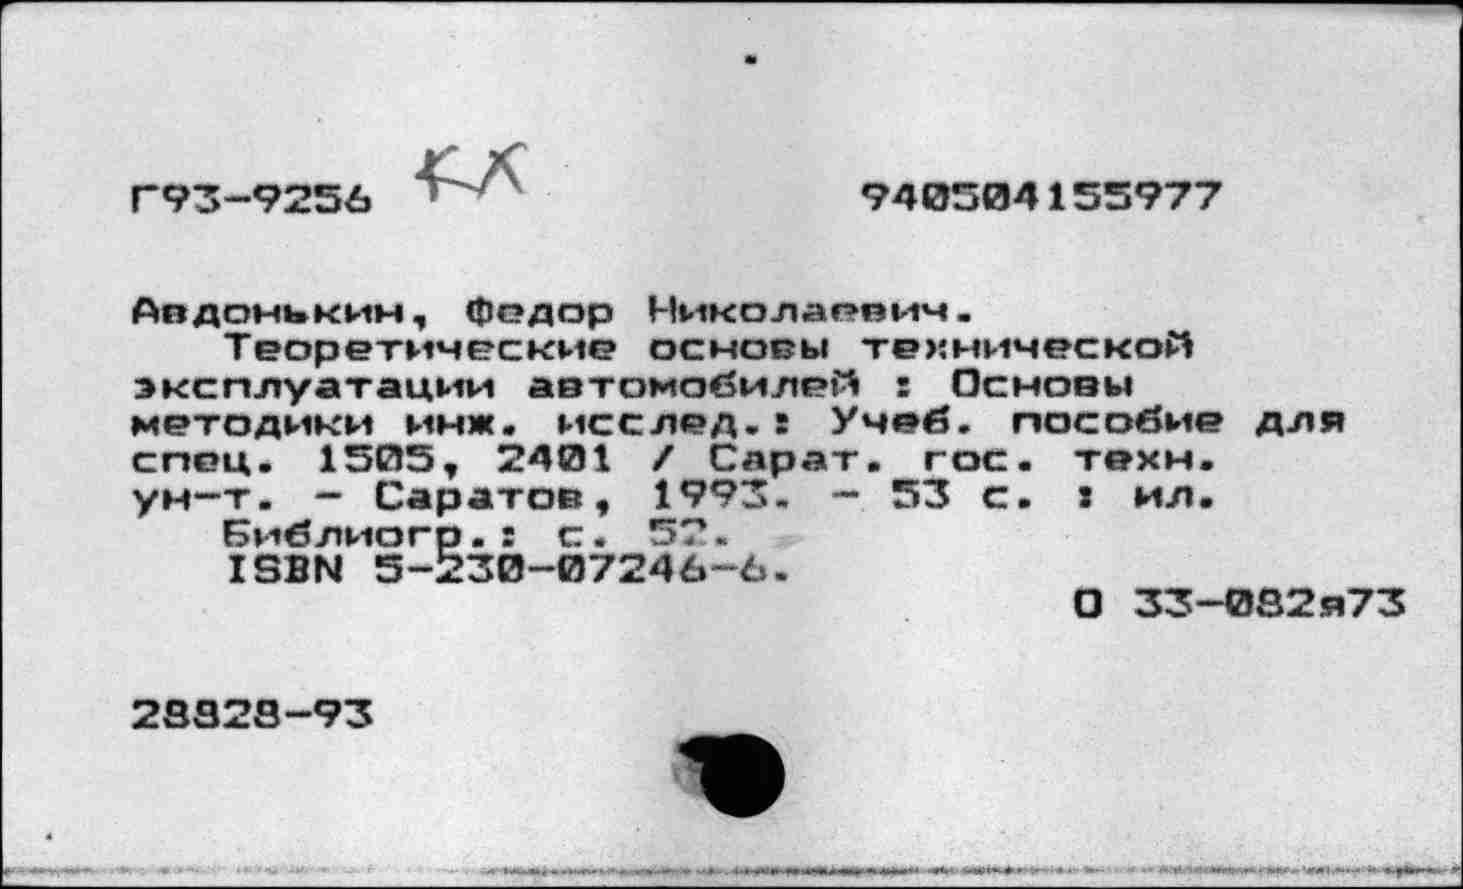 Г93-9256 КХ 940504155977
Авдонькин, Федор Николаевич.
Теоретические основы технической
эксплуатации автомобилей : Основы
методики инж. исслед.: Учеб. пособие для
спец. 1505, 2401 / Сарат. гос. техн.
ун-т. - Саратов, 1993. - 53 с. : ил.
Библиогр.: с. 52.
ISBN 5-230-07246-6.
О 33-082я73
28828-93